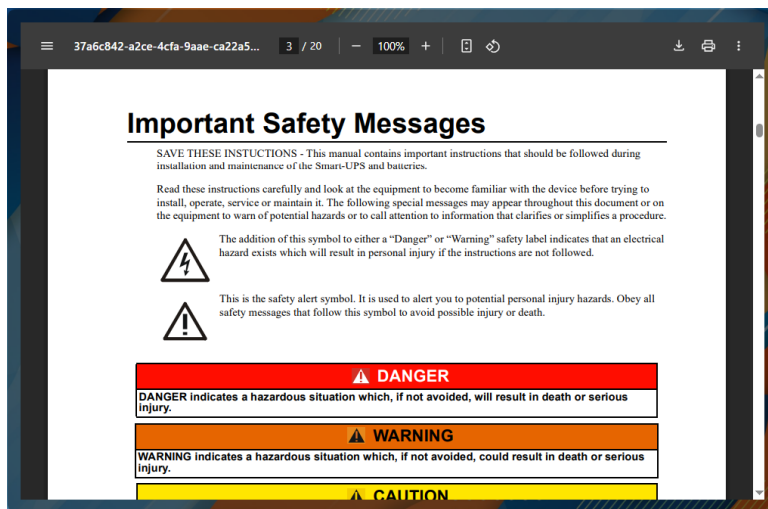 37a6c842-a2ce-4cfa-9aae-ca22a5... 3 / 20 − 100% +
Important Safety Messages
SAVE THESE INSTUCTIONS - This manual contains important instructions that should be followed during
installation and maintenance of the Smart-UPS and batteries.
Read these instructions carefully and look at the equipment to become familiar with the device before trying to
install, operate, service or maintain it. The following special messages may appear throughout this document or on
the equipment to warn of potential hazards or to call attention to information that clarifies or simplifies a procedure.
The addition of this symbol to either a “Danger” or “Warning” safety label indicates that an electrical
hazard exists which will result in personal injury if the instructions are not followed.
This is the safety alert symbol. It is used to alert you to potential personal injury hazards. Obey all
safety messages that follow this symbol to avoid possible injury or death.
DANGER
DANGER indicates a hazardous situation which, if not avoided, will result in death or serious
injury.
WARNING
WARNING indicates a hazardous situation which, if not avoided, could result in death or serious
injury.
CAUTION